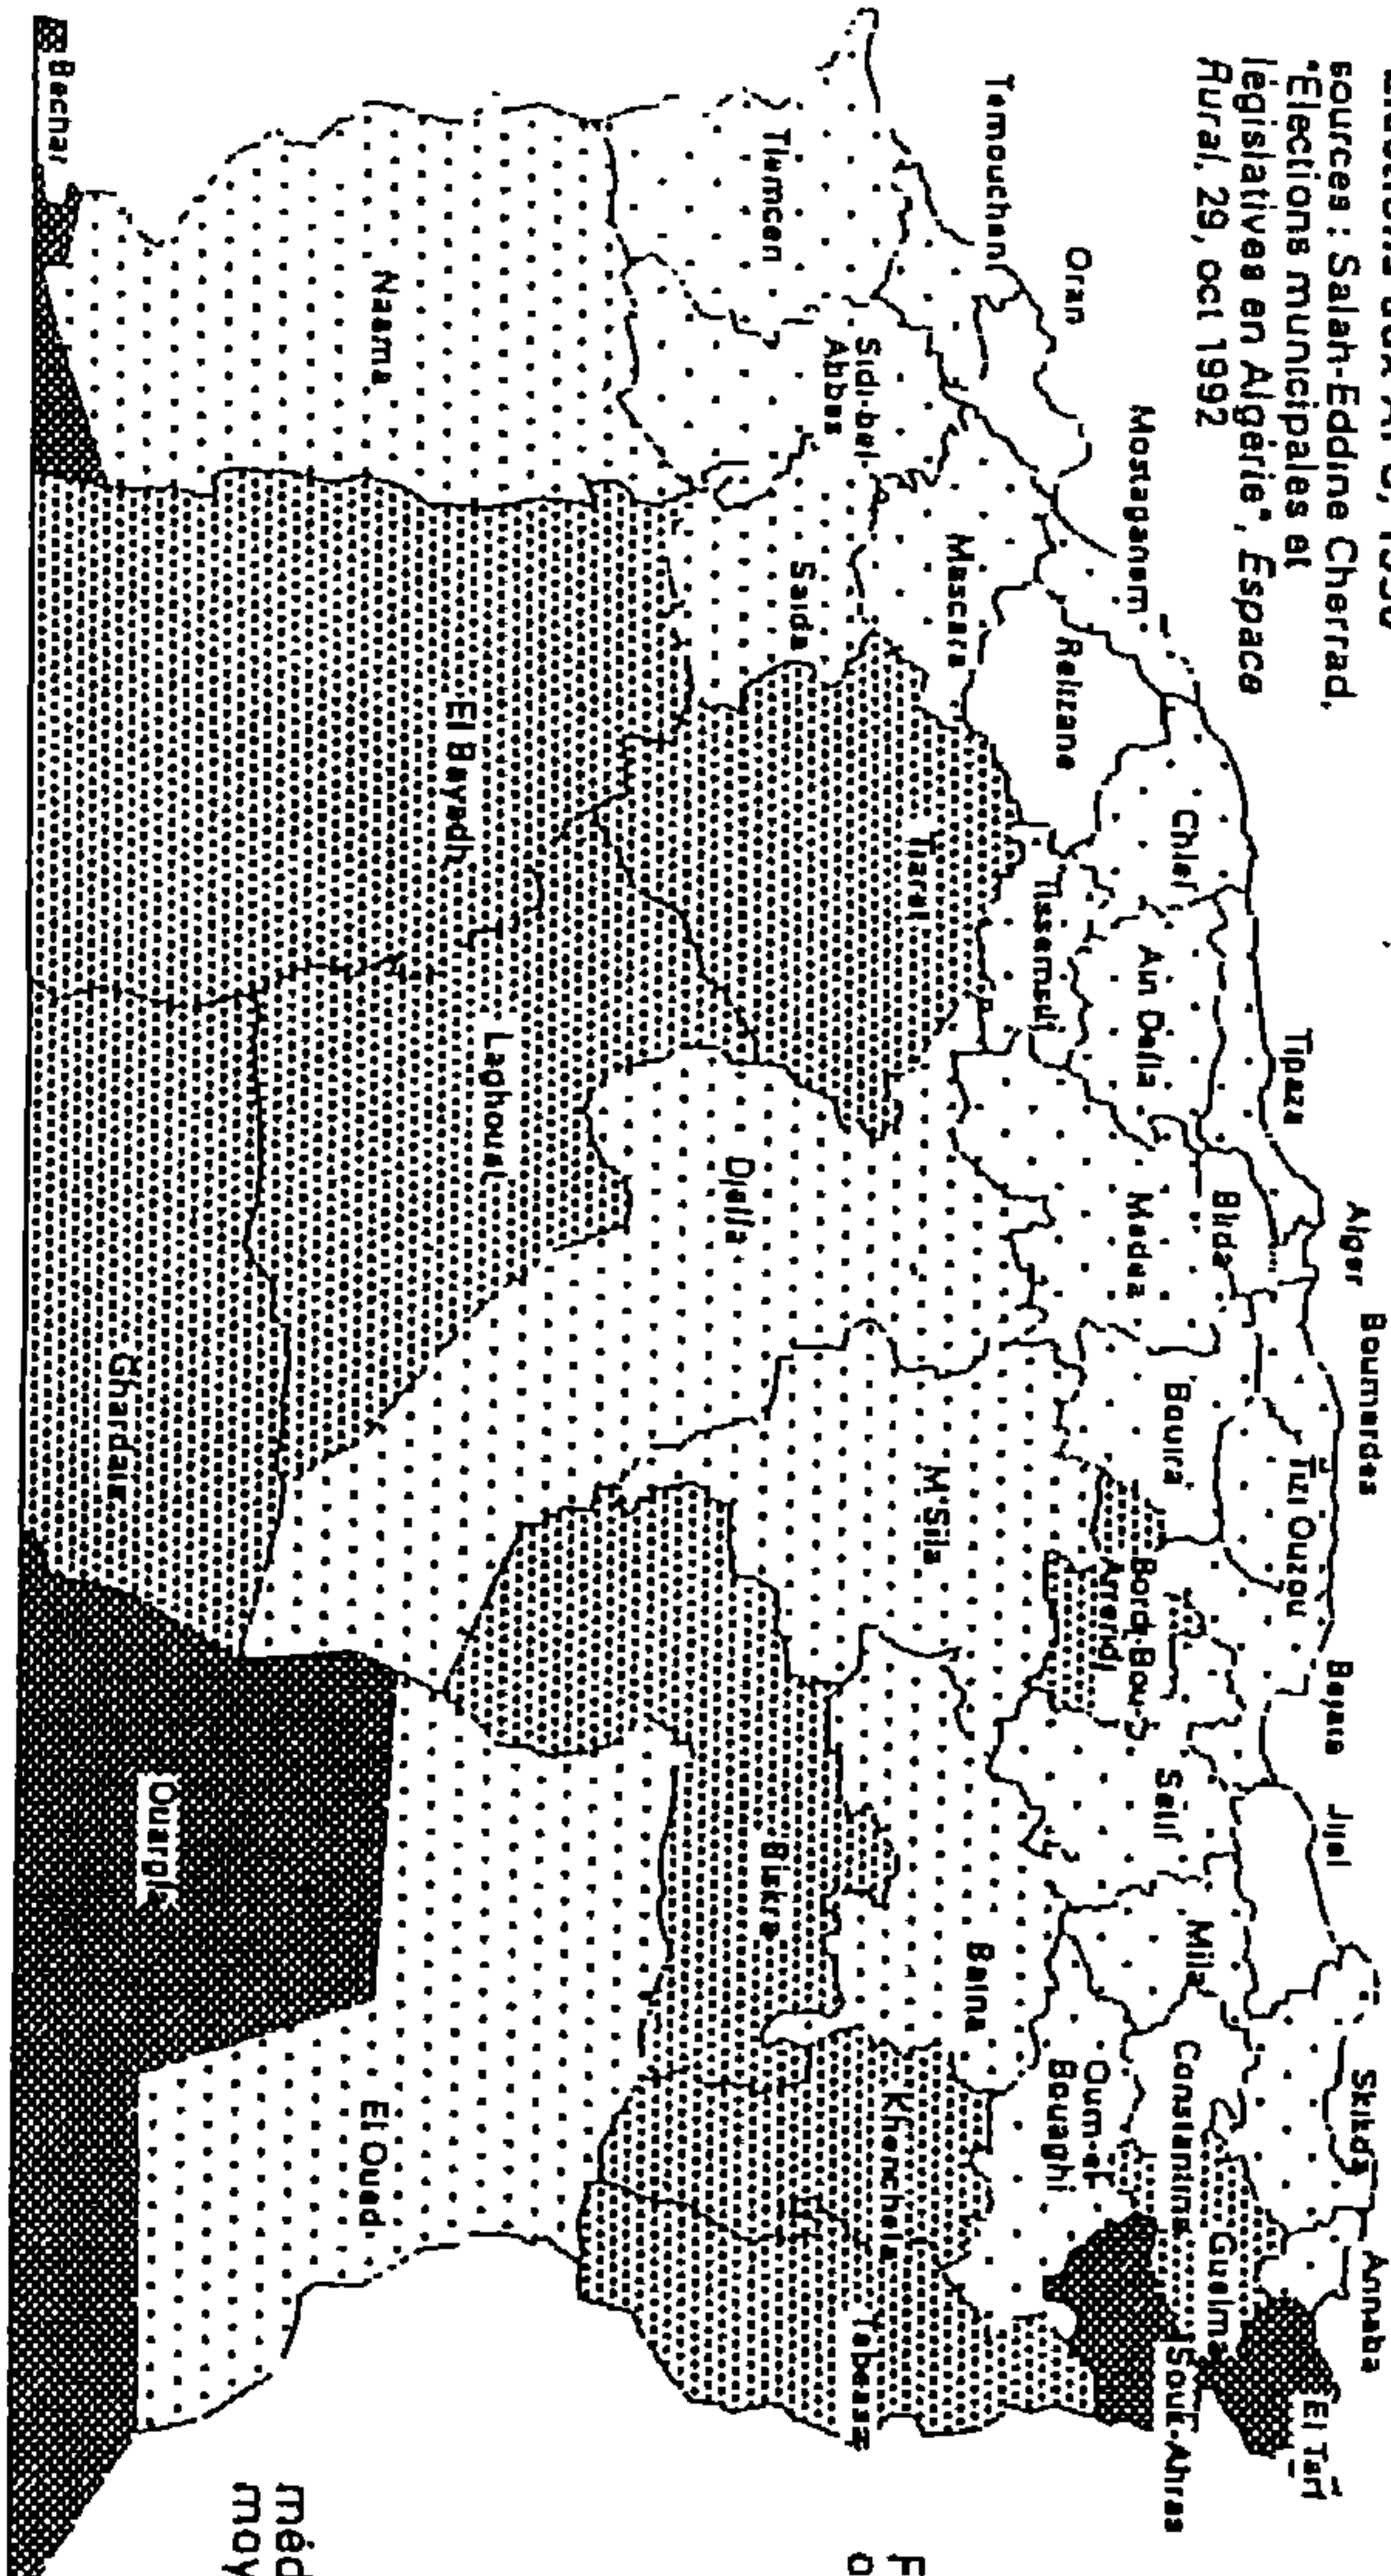 sources : Salah-Eddine Cherrad,
"Elections municipales et
législatives en Algérie", Espace
Rural, 29, oct 1992
Temouchent
Oran
Mostaganem
Tipaza
Alger
Boumerdes
Tizi Ouzou
Bejaia
Jijel
Skikda
Annaba
El Tarf
Tlemcen
Sidi-bel-
Abbes
Mascara
Relizane
Chlef
Ain Defla
Blida
Medea
Bouira
Bordj-Bou-
Arreridj
Setif
Mila
Constantine
Guelma
Souk-Ahras
Saida
Tiaret
Tissemsilt
Djelfa
M'Sila
Batna
Oum-el-
Bouaghi
Khenchela
Tebessa
Naama
El Bayadh
Laghouat
Biskra
El Oued
Bechar
Ghardaia
Ouargla